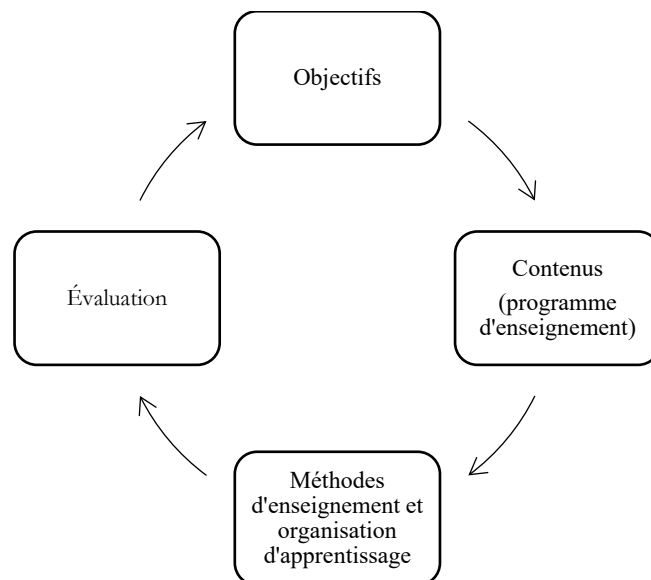 Objectifs
Contenus
(programme
d'enseignement)
Méthodes
d'enseignement et
organisation
d'apprentissage
Évaluation